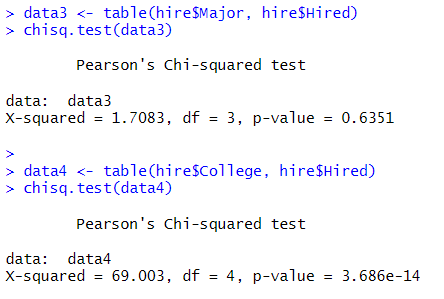 > data3 <- table(hire$Major, hire$Hired)
> chisq.test(data3)
Pearson's Chi-squared test
data:  data3
X-squared = 1.7083, df = 3, p-value = 0.6351
>
> data4 <- table(hire$College, hire$Hired)
> chisq.test(data4)
Pearson's Chi-squared test
data:  data4
X-squared = 69.003, df = 4, p-value = 3.686e-14